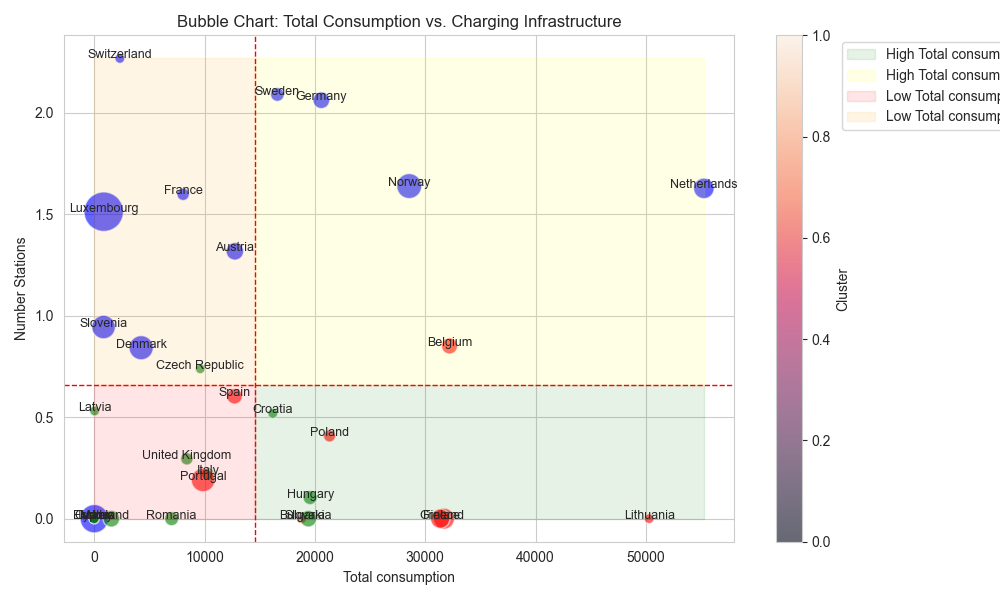 Bubble Chart: Total Consumption vs. Charging Infrastructure
Switzerland
Sweden
Germany
Norway
Netherlands
France
Luxembourg
Austria
Slovenia
Denmark
Czech Republic
Belgium
Spain
Latvia
Croatia
Poland
United Kingdom
Italy
Portugal
Hungary
Romania
Slovakia
Finland
Lithuania
Number Stations
2.0
1.5
1.0
0.5
0.0
0
10000
20000
30000
40000
50000
Total consumption
1.0
0.8
0.6
0.4
0.2
0.0
Cluster
High Total consum
High Total consum
Low Total consump
Low Total consump